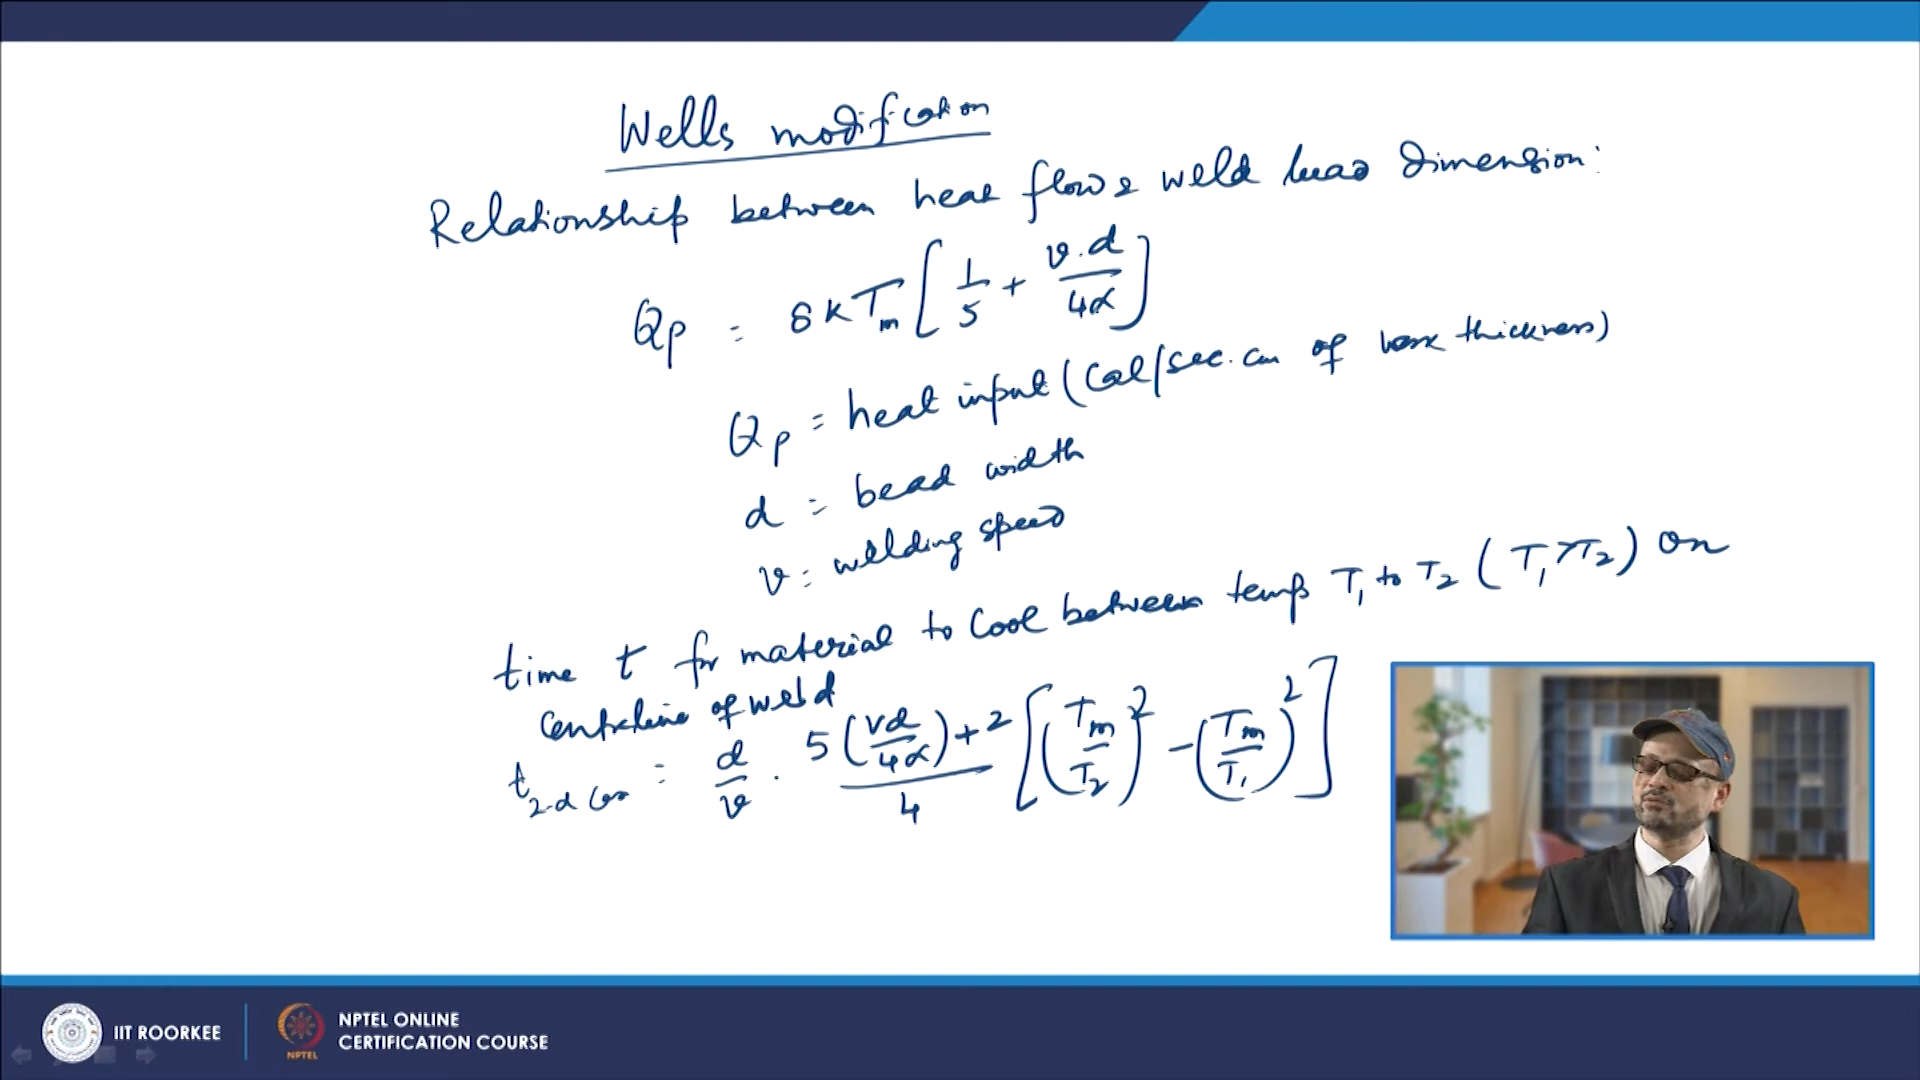 Wells modification
Relationship between heat flow & weld bead dimension:
Qp = 8kTm [1/5 + v.d/4α]
Qp = heat input (Cal/sec.cm of work thickness)
d = bead width
v = wellding speed
time t for material to cool between temp T1 to T2 (T1>T2) on
centreline of weld
t2-d = d/v . (5(vd/4α)+2)/4 [(Tm/T2)² - (Tm/T1)²]
IIT ROORKEE
NPTEL
NPTEL ONLINE
CERTIFICATION COURSE